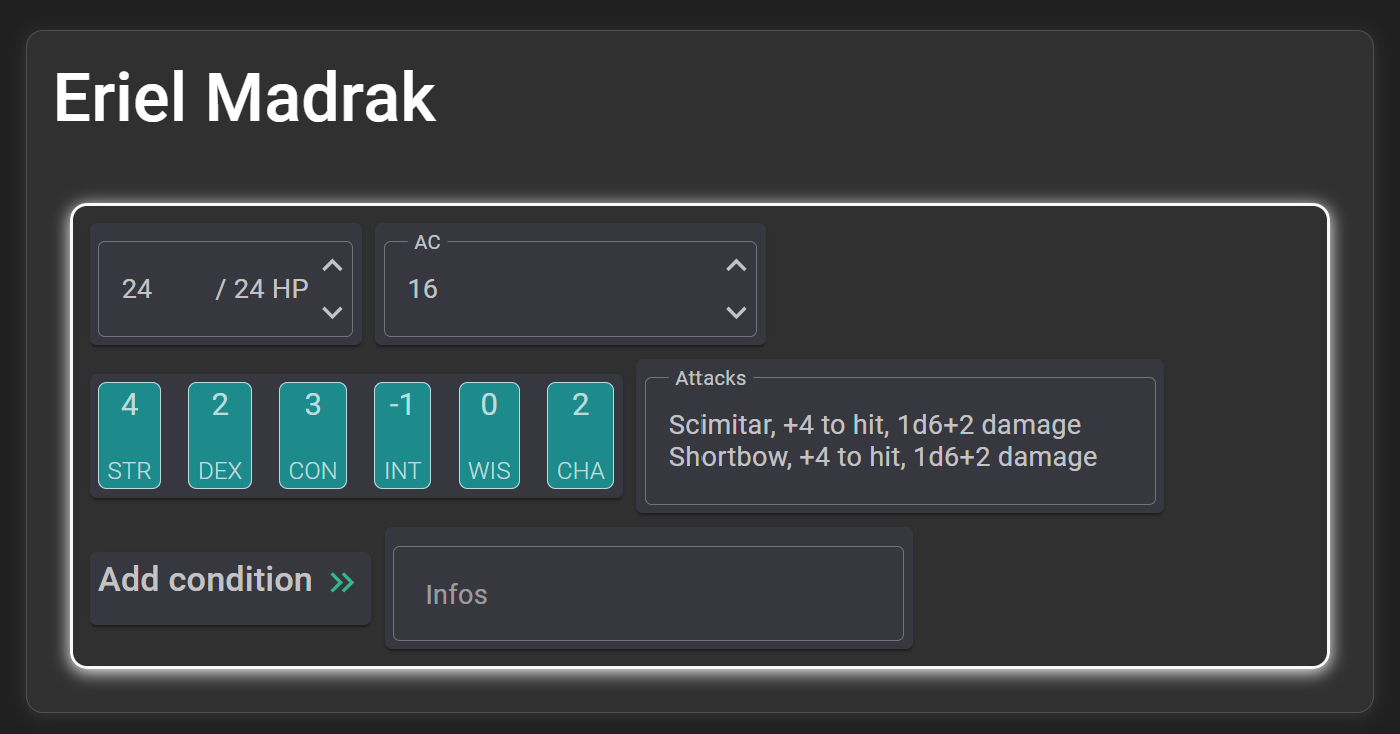 Eriel Madrak
24 / 24 HP
AC
16
4 2 3 -1 0 2
STR DEX CON INT WIS CHA
Attacks
Scimitar, +4 to hit, 1d6+2 damage
Shortbow, +4 to hit, 1d6+2 damage
Add condition
Infos